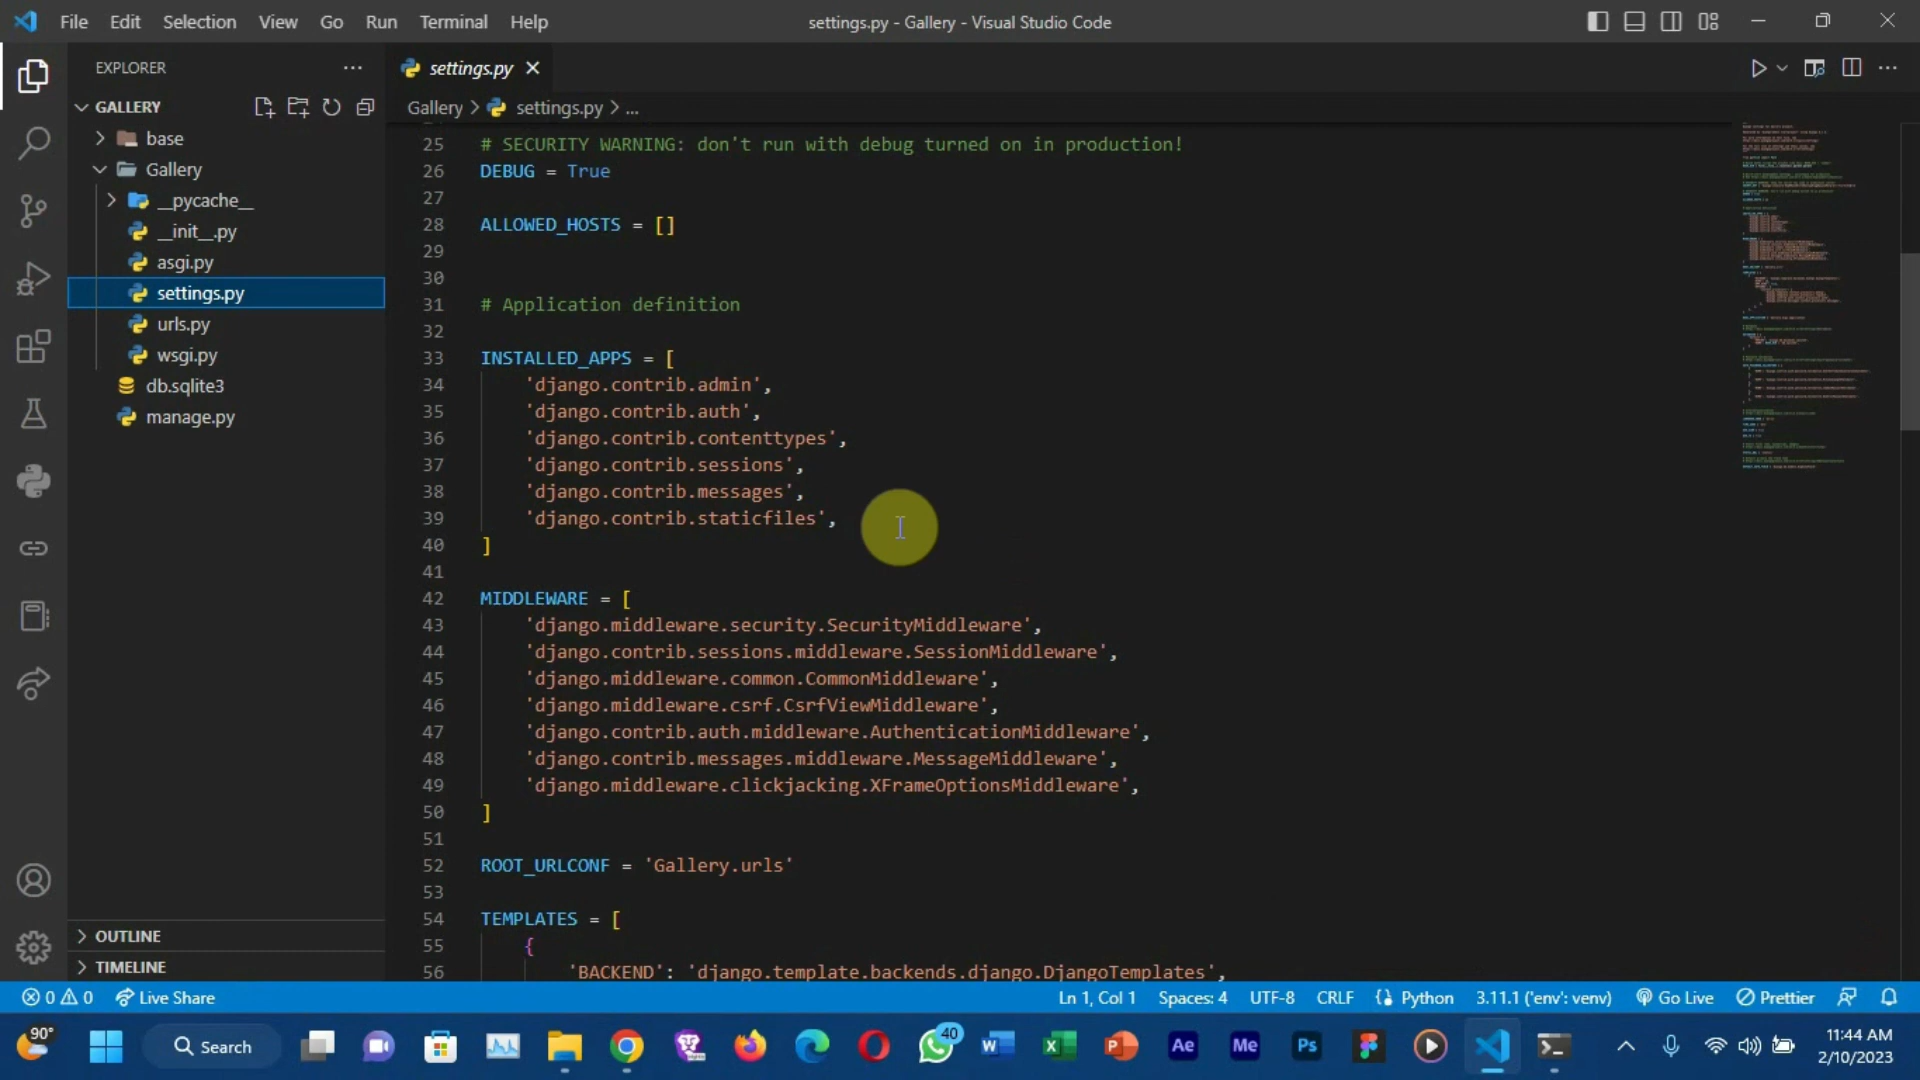 File Edit Selection View Go Run Terminal Help
settings.py - Gallery - Visual Studio Code
EXPLORER
GALLERY
base
Gallery
__pycache__
__init__.py
asgi.py
settings.py
urls.py
wsgi.py
db.sqlite3
manage.py
OUTLINE
TIMELINE
settings.py
Gallery > settings.py > ...
25 # SECURITY WARNING: don't run with debug turned on in production!
26 DEBUG = True
27
28 ALLOWED_HOSTS = []
29
30
31 # Application definition
32
33 INSTALLED_APPS = [
34 'django.contrib.admin',
35 'django.contrib.auth',
36 'django.contrib.contenttypes',
37 'django.contrib.sessions',
38 'django.contrib.messages',
39 'django.contrib.staticfiles',
40 ]
41
42 MIDDLEWARE = [
43 'django.middleware.security.SecurityMiddleware',
44 'django.contrib.sessions.middleware.SessionMiddleware',
45 'django.middleware.common.CommonMiddleware',
46 'django.middleware.csrf.CsrfViewMiddleware',
47 'django.contrib.auth.middleware.AuthenticationMiddleware',
48 'django.contrib.messages.middleware.MessageMiddleware',
49 'django.middleware.clickjacking.XFrameOptionsMiddleware',
50 ]
51
52 ROOT_URLCONF = 'Gallery.urls'
53
54 TEMPLATES = [
55 {
56 'BACKEND': 'django.template.backends.django.DjangoTemplates',
0 0 Live Share
Ln 1, Col 1 Spaces: 4 UTF-8 CRLF Python 3.11.1 ('env': venv) Go Live Prettier
90°
Search
40
W
X
P
Ae
Me
Ps
11:44 AM
2/10/2023